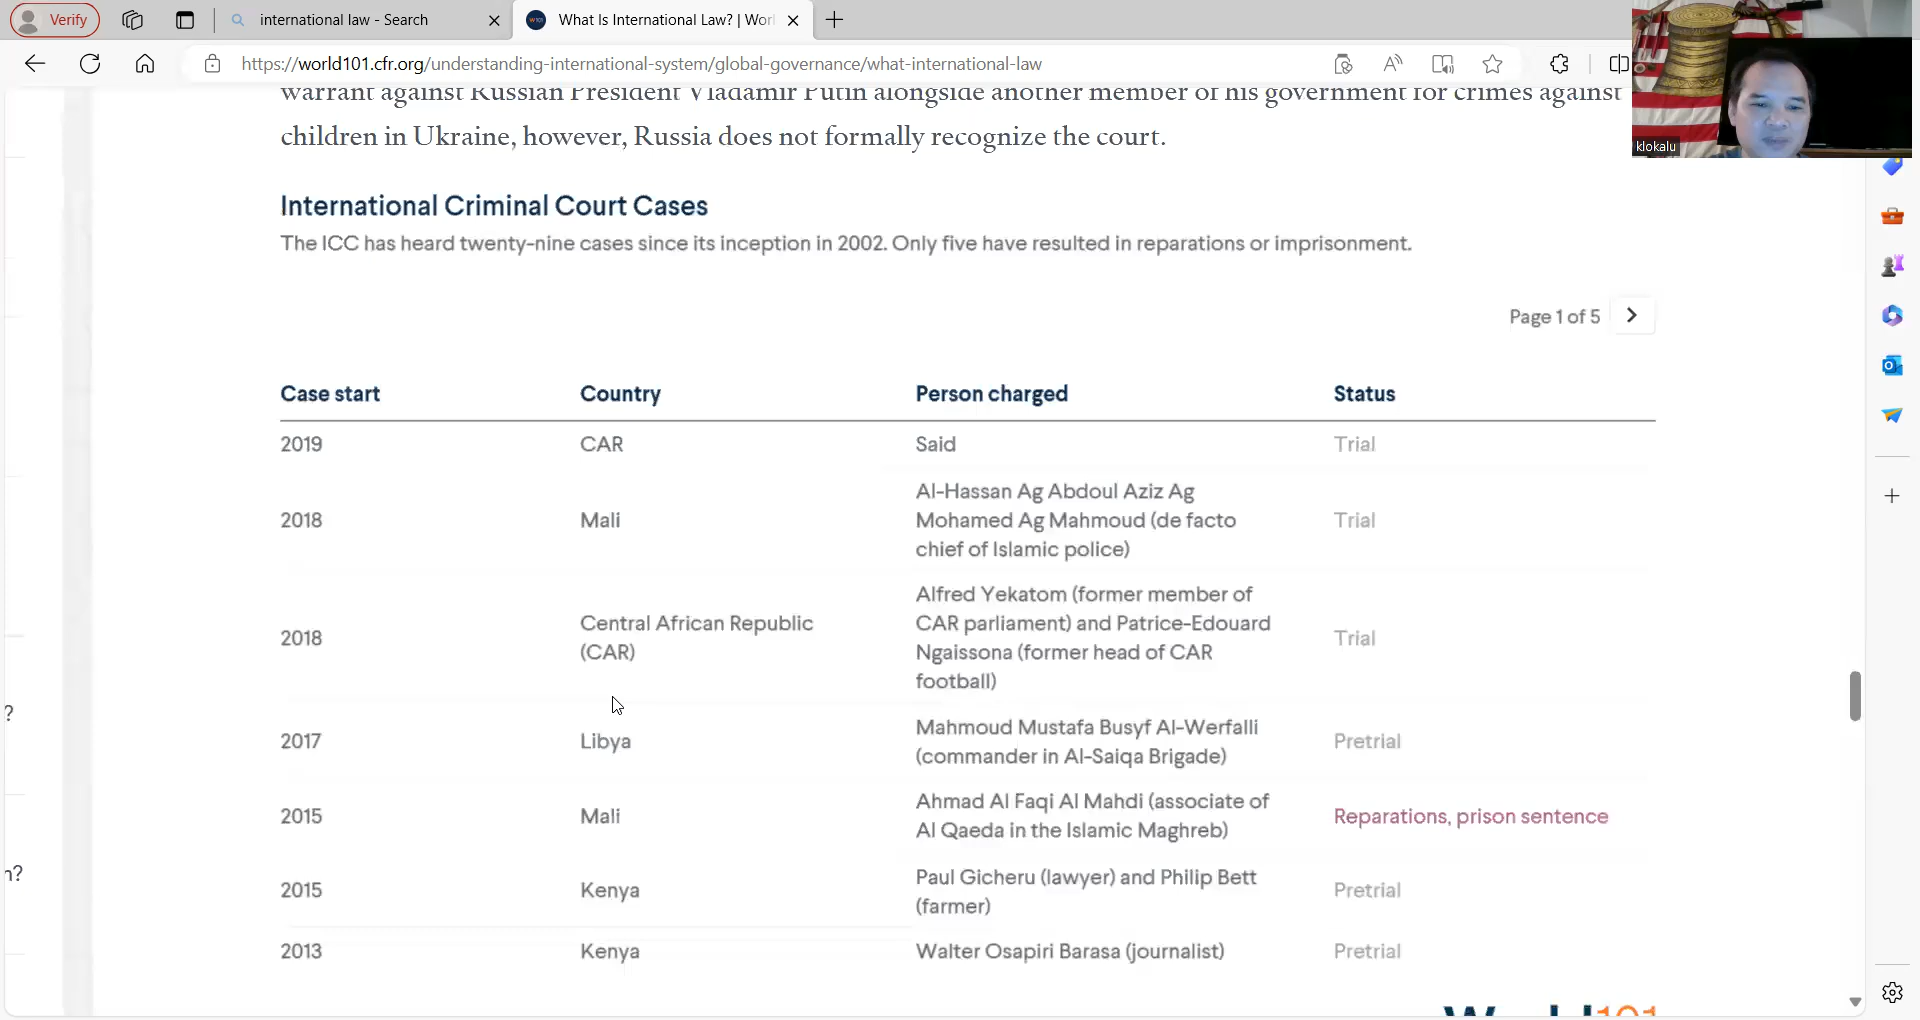 Verify
international law - Search
What Is International Law? | Wor
https://world101.cfr.org/understanding-international-system/global-governance/what-international-law
klokalu
warrant against Russian President Vladamir Putin alongside another member of his government for crimes against
children in Ukraine, however, Russia does not formally recognize the court.
International Criminal Court Cases
The ICC has heard twenty-nine cases since its inception in 2002. Only five have resulted in reparations or imprisonment.
Page 1 of 5
Case start Country Person charged Status
2019 CAR Said Trial
Al-Hassan Ag Abdoul Aziz Ag
2018 Mali Mohamed Ag Mahmoud (de facto Trial
chief of Islamic police)
Alfred Yekatom (former member of
Central African Republic CAR parliament) and Patrice-Edouard
2018 Trial
(CAR) Ngaissona (former head of CAR
football)
?
Mahmoud Mustafa Busyf Al-Werfalli
2017 Libya Pretrial
(commander in Al-Saiqa Brigade)
Ahmad Al Faqi Al Mahdi (associate of
2015 Mali Reparations, prison sentence
Al Qaeda in the Islamic Maghreb)
n?
Paul Gicheru (lawyer) and Philip Bett
2015 Kenya Pretrial
(farmer)
2013 Kenya Walter Osapiri Barasa (journalist) Pretrial
World101